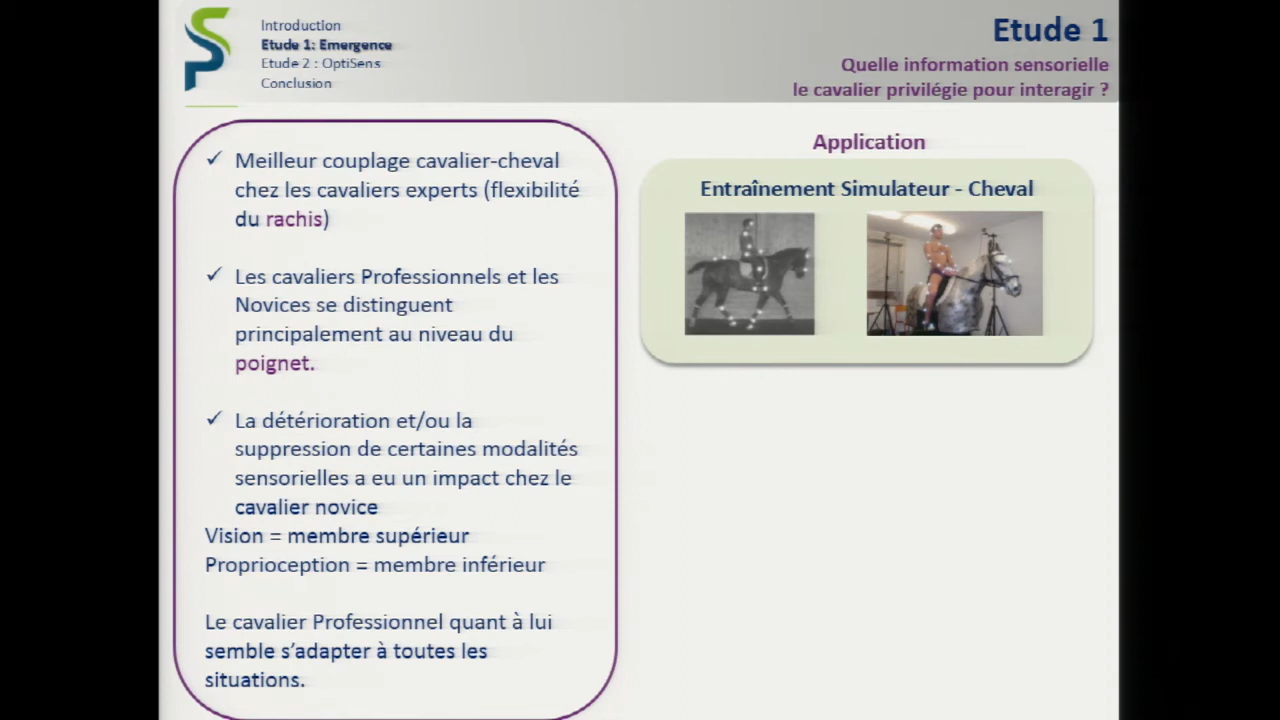 Introduction
Etude 1: Emergence
Etude 2 : OptiSens
Conclusion
Etude 1
Quelle information sensorielle
le cavalier privilégie pour interagir ?
Meilleur couplage cavalier-cheval
chez les cavaliers experts (flexibilité
du rachis)
Les cavaliers Professionnels et les
Novices se distinguent
principalement au niveau du
poignet.
La détérioration et/ou la
suppression de certaines modalités
sensorielles a eu un impact chez le
cavalier novice
Vision = membre supérieur
Proprioception = membre inférieur
Le cavalier Professionnel quant à lui
semble s'adapter à toutes les
situations.
Application
Entraînement Simulateur - Cheval